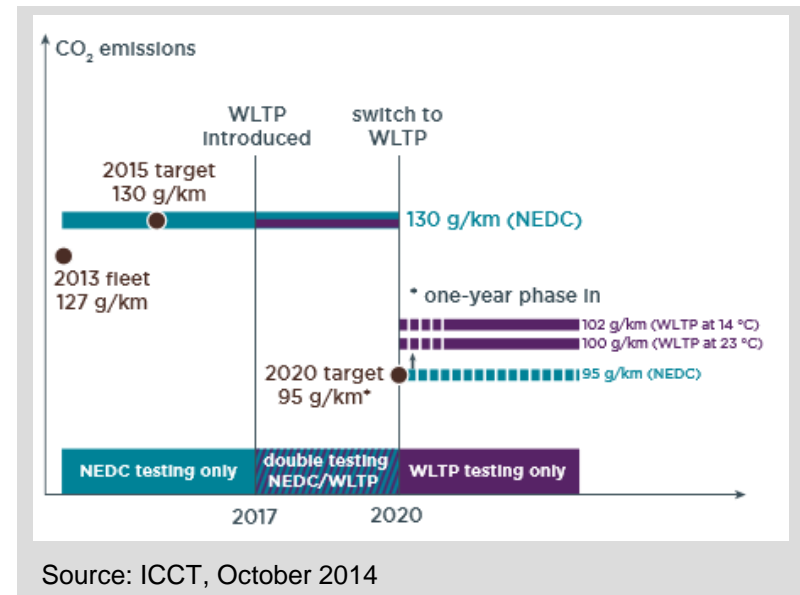 CO₂ emissions
WLTP
introduced
switch to
WLTP
2015 target
130 g/km
130 g/km (NEDC)
2013 fleet
127 g/km
* one-year phase in
102 g/km (WLTP at 14 °C)
100 g/km (WLTP at 23 °C)
2020 target
95 g/km*
95 g/km (NEDC)
NEDC testing only
double testing
NEDC/WLTP
WLTP testing only
2017
2020
Source: ICCT, October 2014